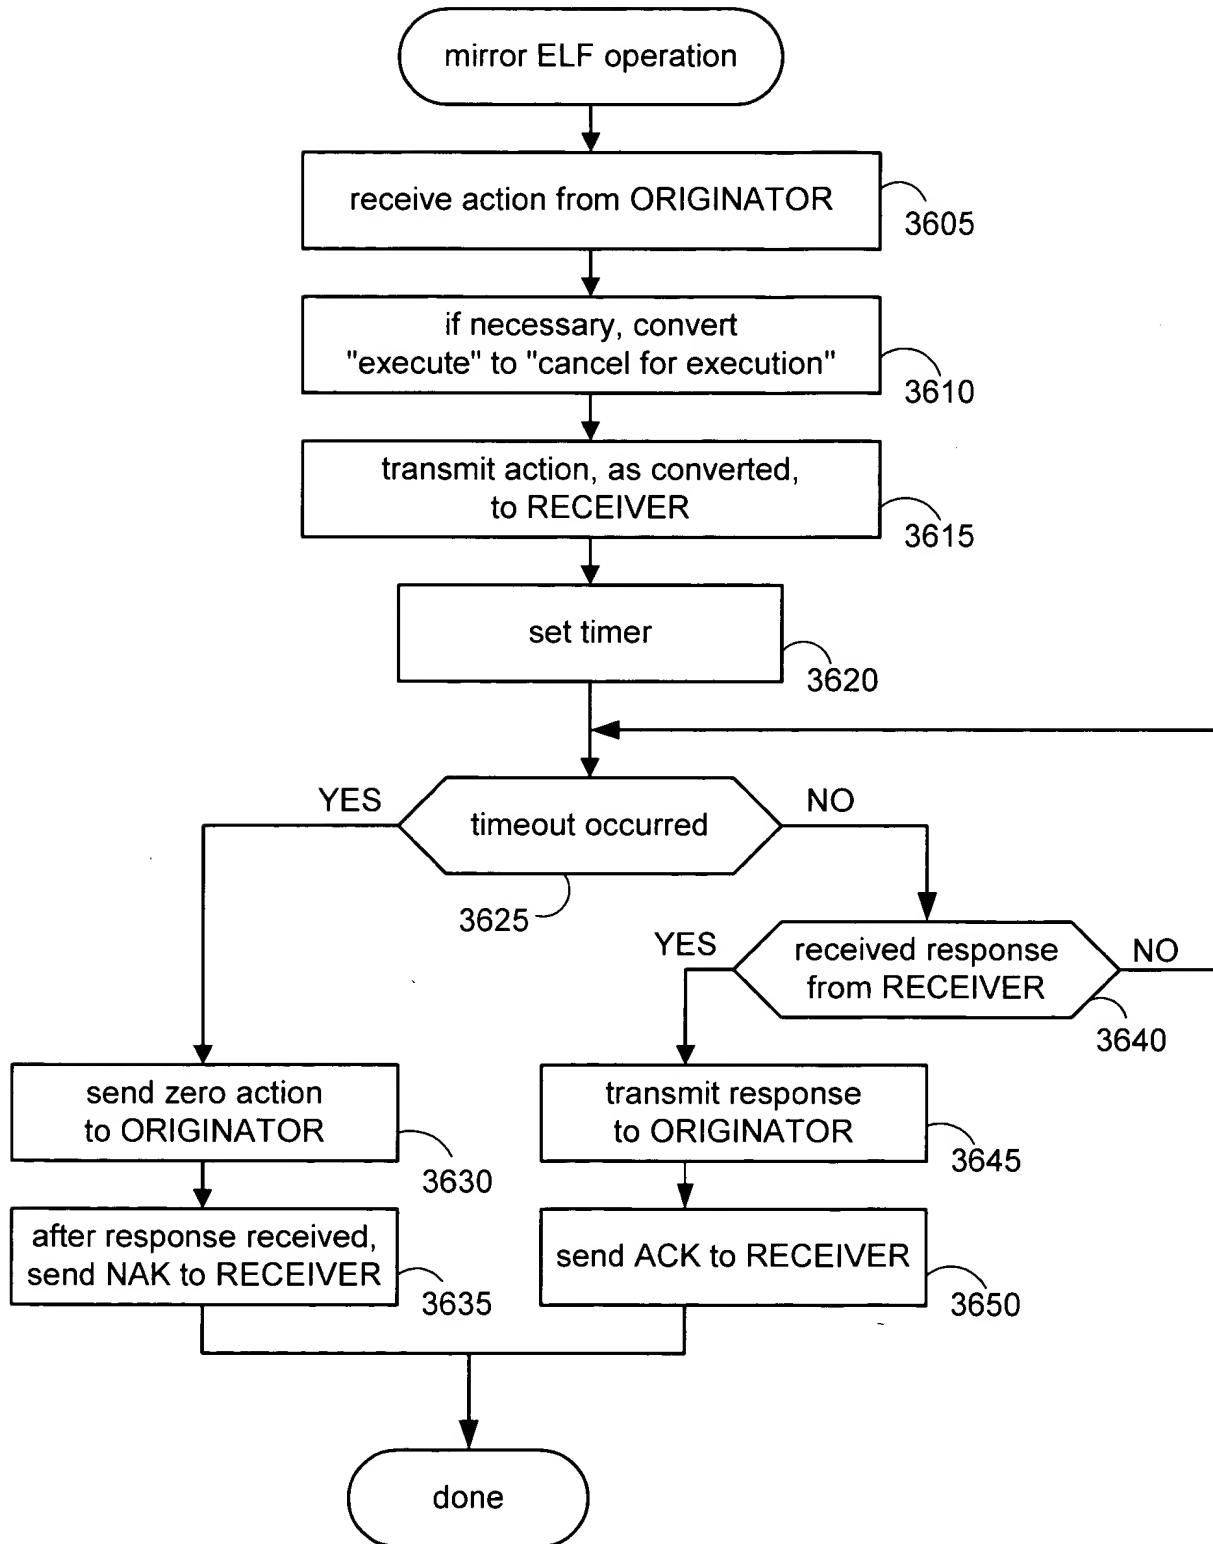 mirror ELF operation
receive action from ORIGINATOR
3605
if necessary, convert
"execute" to "cancel for execution"
3610
transmit action, as converted,
to RECEIVER
3615
set timer
3620
YES
NO
timeout occurred
3625
YES
received response
from RECEIVER
NO
3640
send zero action
to ORIGINATOR
3630
transmit response
to ORIGINATOR
3645
after response received,
send NAK to RECEIVER
3635
send ACK to RECEIVER
3650
done